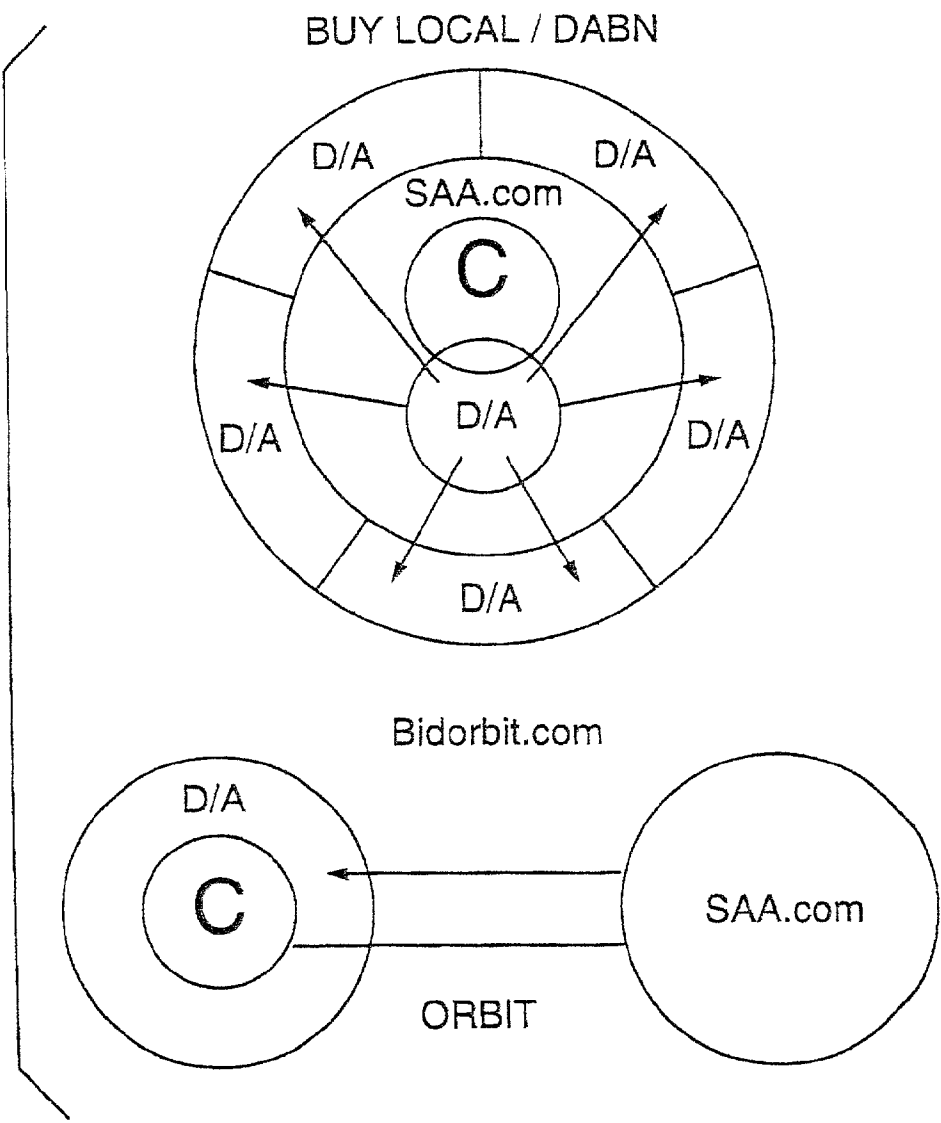 BUY LOCAL / DABN
D/A
D/A
SAA.com
C
D/A
D/A
D/A
D/A
Bidorbit.com
D/A
C
SAA.com
ORBIT